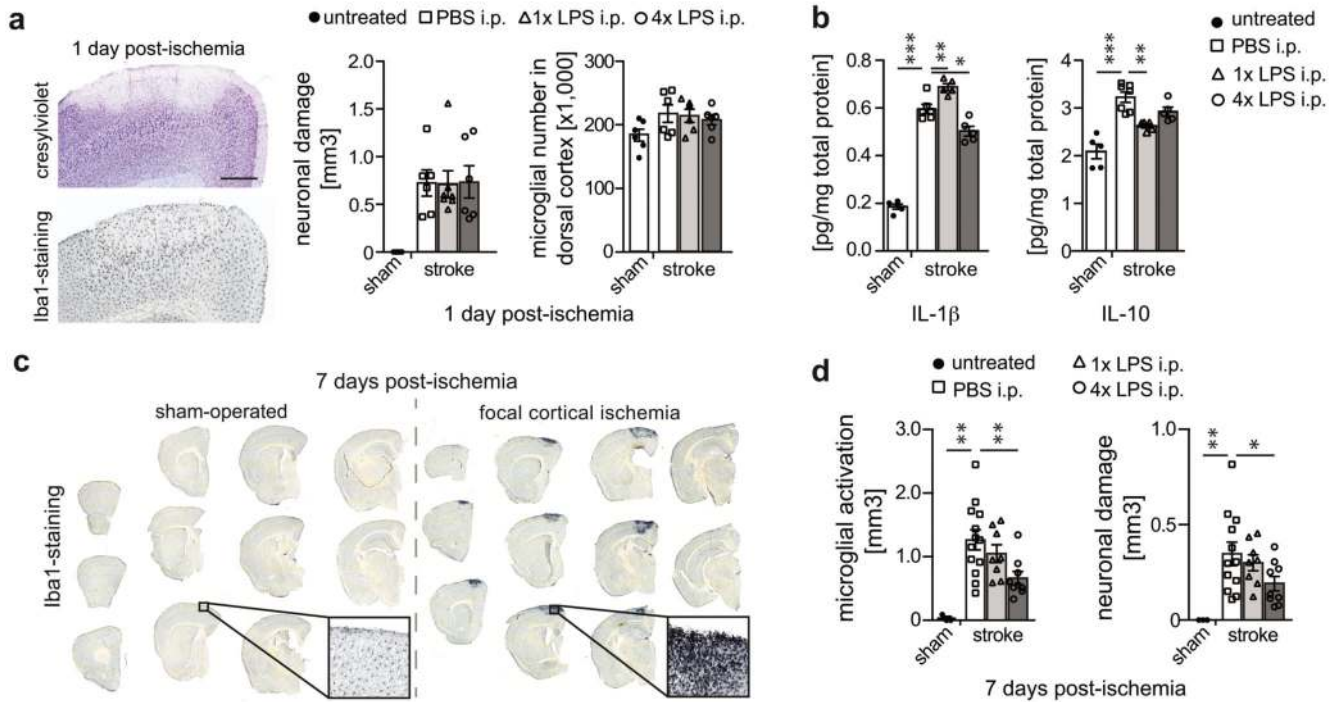 a
● untreated □ PBS i.p. △ 1x LPS i.p. ○ 4x LPS i.p.
1 day post-ischemia
cresylviolet
Iba1-staining
neuronal damage
[mm3]
2.0
1.5
1.0
0.5
0
sham
stroke
microglial number in
dorsal cortex [x1,000]
300
200
100
0
sham
stroke
1 day post-ischemia
b
● untreated
□ PBS i.p.
△ 1x LPS i.p.
○ 4x LPS i.p.
[pg/mg total protein]
0.8
0.6
0.4
0.2
0.0
*** ** *
sham
stroke
IL-1β
[pg/mg total protein]
4
3
2
1
0
*** **
sham
stroke
IL-10
c
7 days post-ischemia
sham-operated
focal cortical ischemia
Iba1-staining
d
● untreated △ 1x LPS i.p.
□ PBS i.p. ○ 4x LPS i.p.
microglial activation
[mm3]
3.0
2.0
1.0
0
** **
sham
stroke
neuronal damage
[mm3]
1.0
0.5
0
** *
sham
stroke
7 days post-ischemia